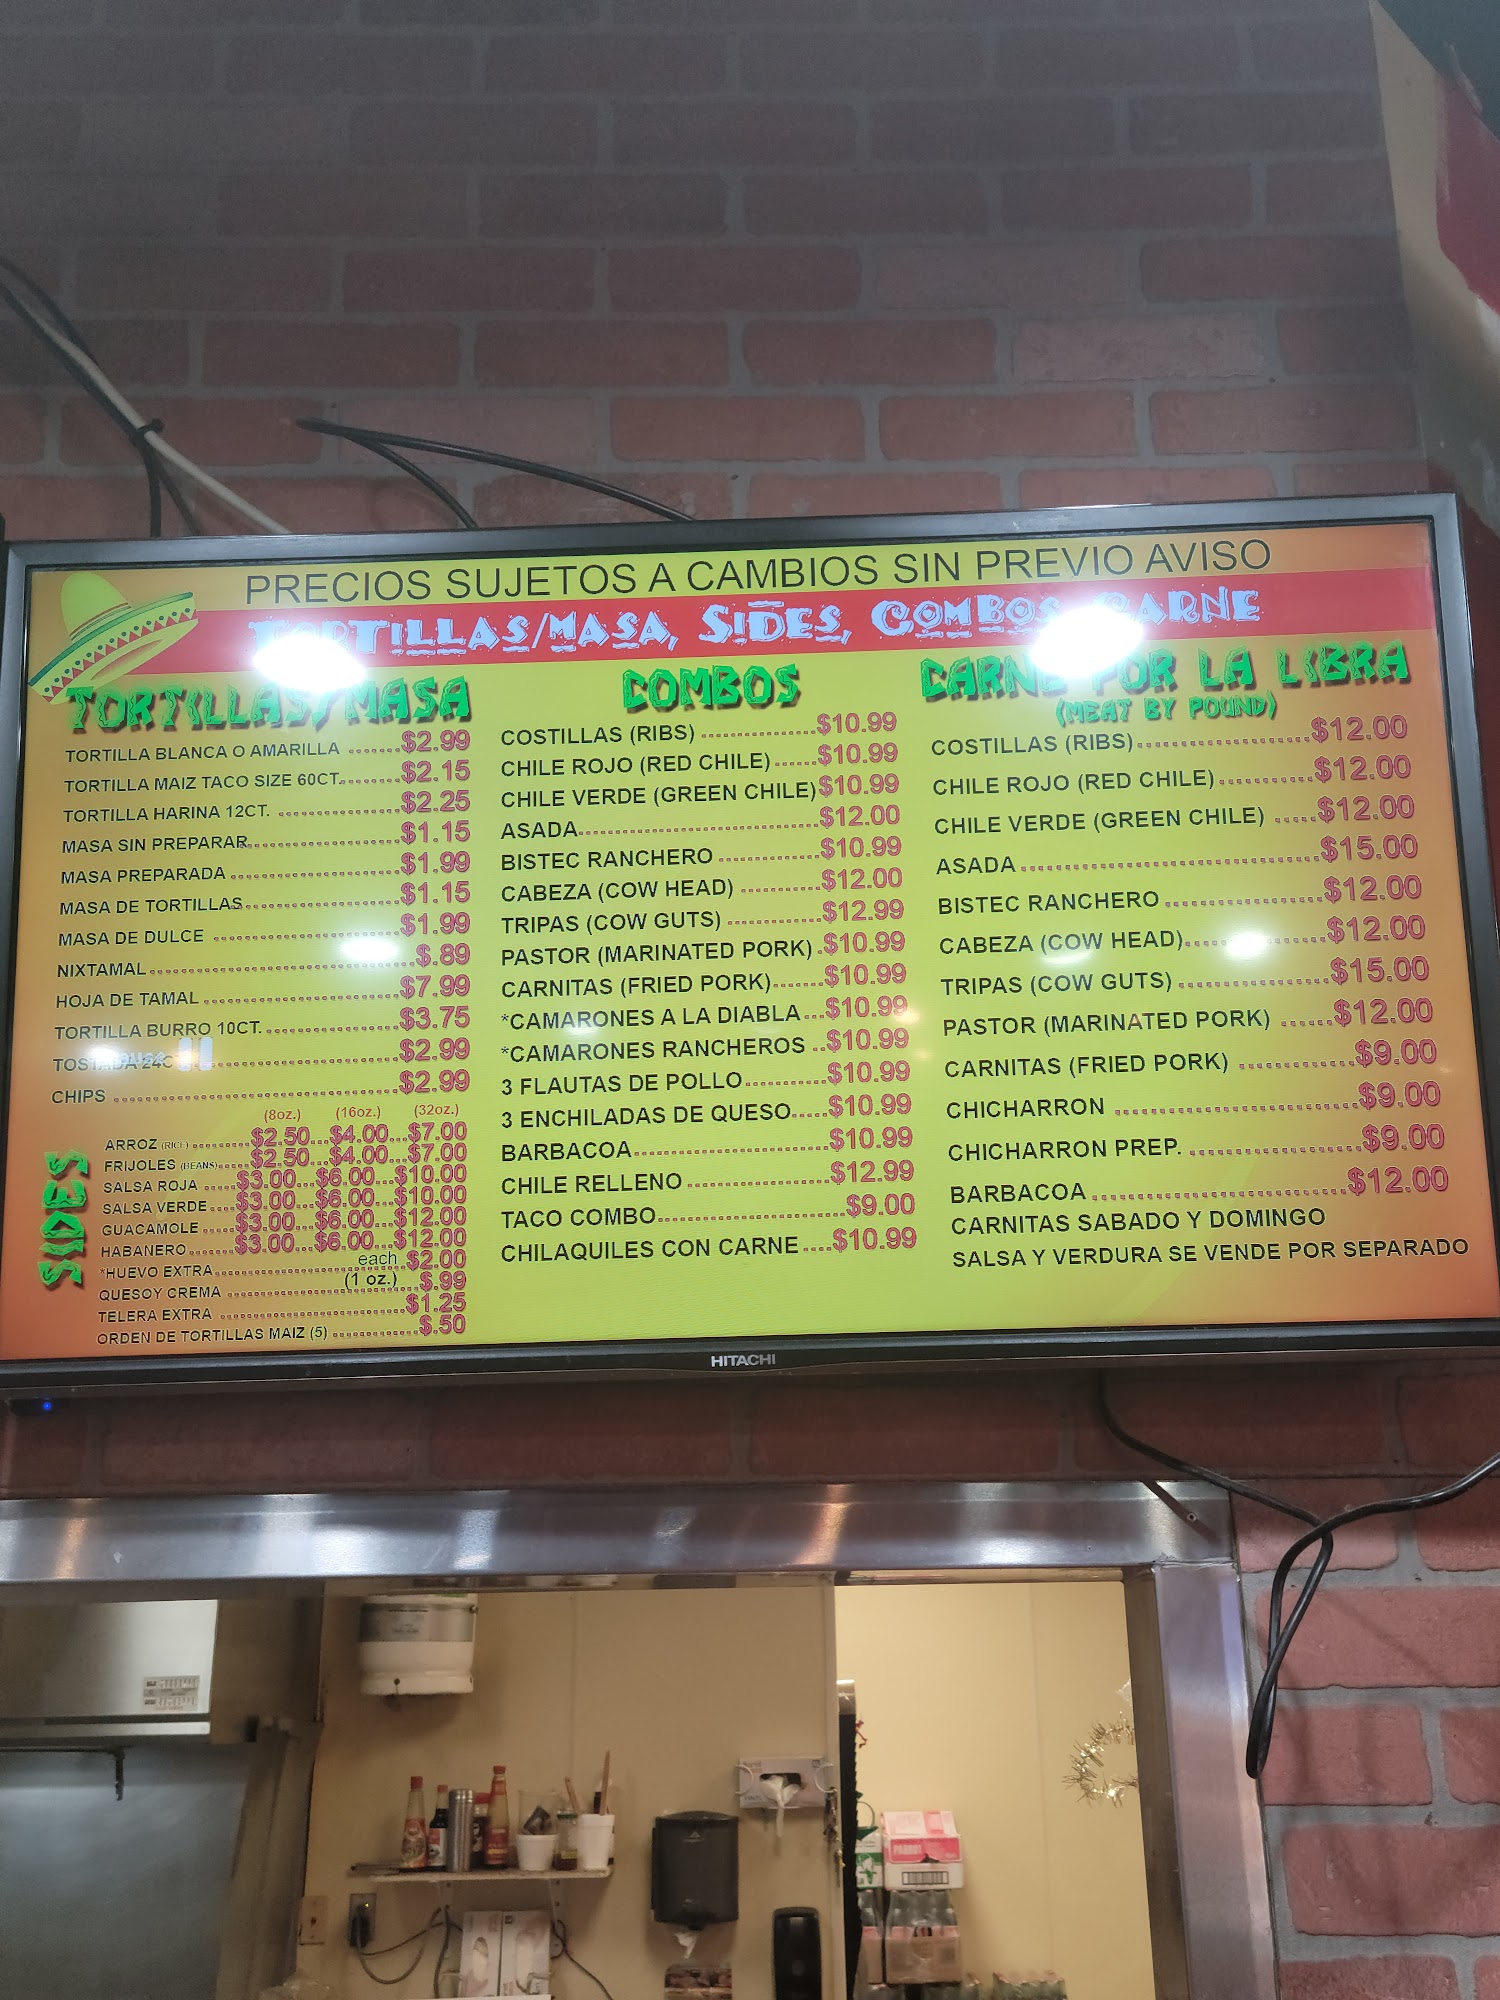 PRECIOS SUJETOS A CAMBIOS SIN PREVIO AVISO
TORTILLAS/MASA, SIDES, COMBOS, CARNE
TORTILLAS/MASA
TORTILLA BLANCA O AMARILLA .......$2.99
TORTILLA MAIZ TACO SIZE 60CT.........$2.15
TORTILLA HARINA 12CT. ..................$2.25
MASA SIN PREPARAR......................$1.15
MASA PREPARADA .........................$1.99
MASA DE TORTILLAS.......................$1.15
MASA DE DULCE ...........................$1.99
NIXTAMAL.....................................$.89
HOJA DE TAMAL .............................$7.99
TORTILLA BURRO 10CT. ...................$3.75
TOSTADA 24C ..............................$2.99
CHIPS ..........................................$2.99
SIDES
(8oz.) (16oz.) (32oz.)
ARROZ (RICE) ..........$2.50...$4.00...$7.00
FRIJOLES (BEANS)......$2.50...$4.00...$7.00
SALSA ROJA ......$3.00...$6.00...$10.00
SALSA VERDE.....$3.00...$6.00...$10.00
GUACAMOLE .....$3.00...$6.00...$12.00
HABANERO.......$3.00...$6.00...$12.00
*HUEVO EXTRA..........................each $2.00
QUESOY CREMA ....................(1 oz.) $.99
TELERA EXTRA .............................$1.25
ORDEN DE TORTILLAS MAIZ (5) ............$.50
COMBOS
COSTILLAS (RIBS) ................$10.99
CHILE ROJO (RED CHILE)......$10.99
CHILE VERDE (GREEN CHILE)$10.99
ASADA..................................$12.00
BISTEC RANCHERO ..............$10.99
CABEZA (COW HEAD) ...........$12.00
TRIPAS (COW GUTS) .............$12.99
PASTOR (MARINATED PORK) .$10.99
CARNITAS (FRIED PORK).......$10.99
*CAMARONES A LA DIABLA...$10.99
*CAMARONES RANCHEROS ..$10.99
3 FLAUTAS DE POLLO...........$10.99
3 ENCHILADAS DE QUESO.....$10.99
BARBACOA...........................$10.99
CHILE RELLENO ....................$12.99
TACO COMBO..........................$9.00
CHILAQUILES CON CARNE ....$10.99
CARNE POR LA LIBRA
(MEAT BY POUND)
COSTILLAS (RIBS).......................$12.00
CHILE ROJO (RED CHILE)............$12.00
CHILE VERDE (GREEN CHILE) .....$12.00
ASADA .......................................$15.00
BISTEC RANCHERO ....................$12.00
CABEZA (COW HEAD)..................$12.00
TRIPAS (COW GUTS) ...................$15.00
PASTOR (MARINATED PORK) ......$12.00
CARNITAS (FRIED PORK) .............$9.00
CHICHARRON ..............................$9.00
CHICHARRON PREP. .....................$9.00
BARBACOA ................................$12.00
CARNITAS SABADO Y DOMINGO
SALSA Y VERDURA SE VENDE POR SEPARADO
HITACHI